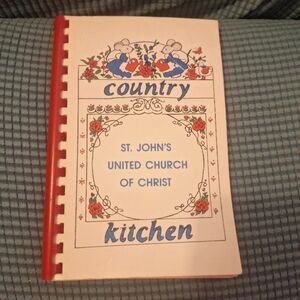 country
ST. JOHN'S
UNITED CHURCH
OF CHRIST
kitchen